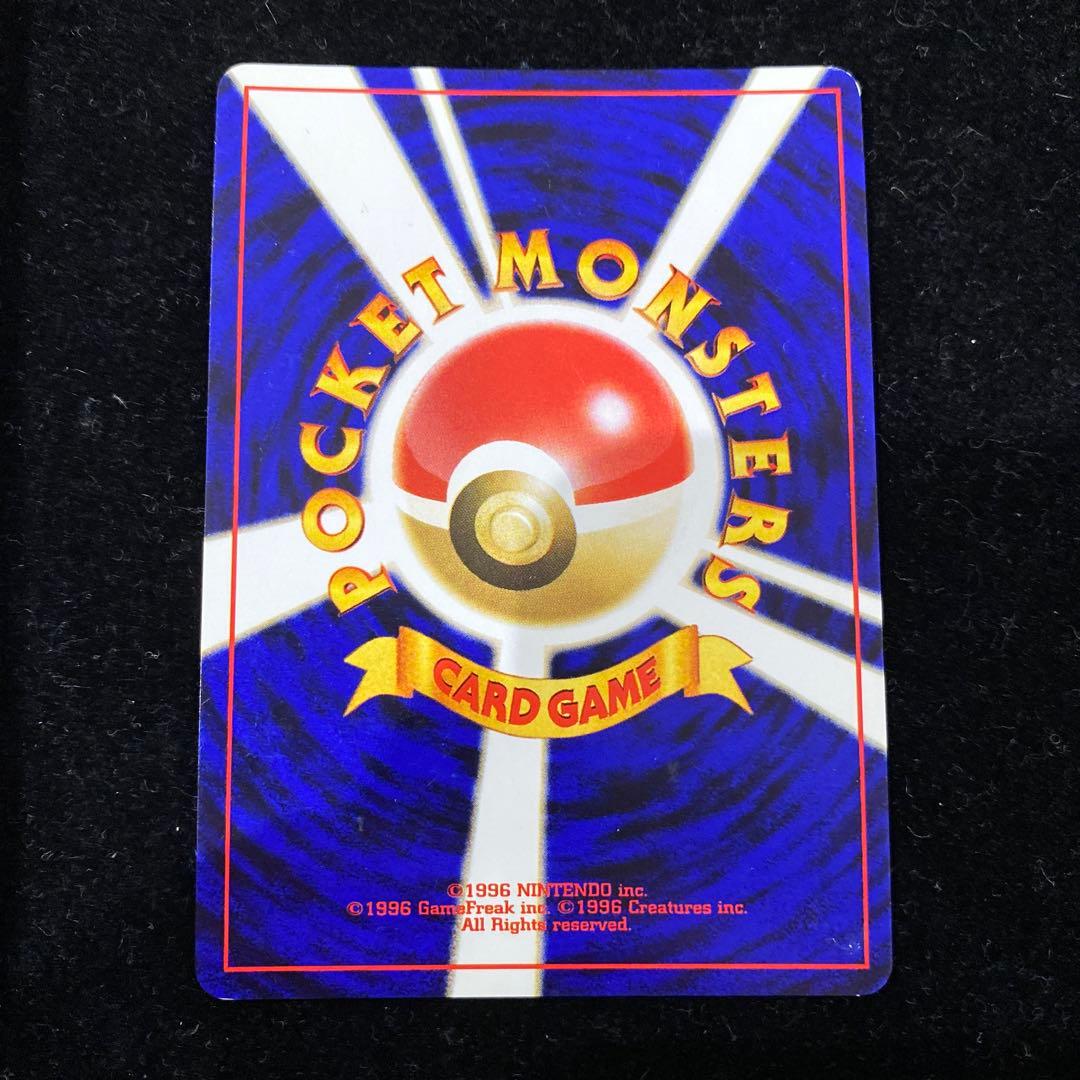 POCKET MONSTERS
CARD GAME
©1996 NINTENDO inc.
©1996 GameFreak inc. ©1996 Creatures inc.
All Rights reserved.